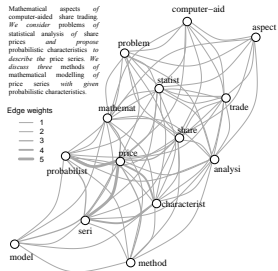 Mathematical aspects of
computer-aided share trading.
We consider problems of
statistical analysis of share
prices and propose
probabilistic characteristics to
describe the price series. We
discuss three methods of
mathematical modelling of
price series with given
probabilistic characteristics.
Edge weights
1
2
3
4
5
computer-aid
aspect
problem
statist
trade
mathemat
share
price
probabilist
analysi
characterist
seri
model
method